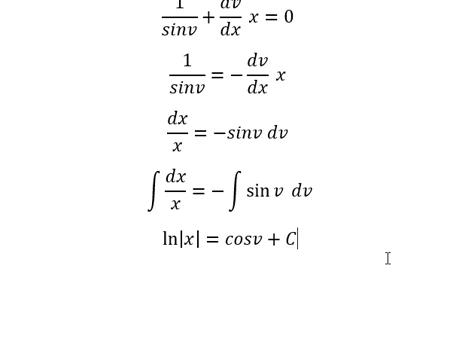 1/sinv + dv/dx x = 0
1/sinv = − dv/dx x
dx/x = −sinv dv
∫ dx/x = − ∫ sin v dv
ln|x| = cosv + C